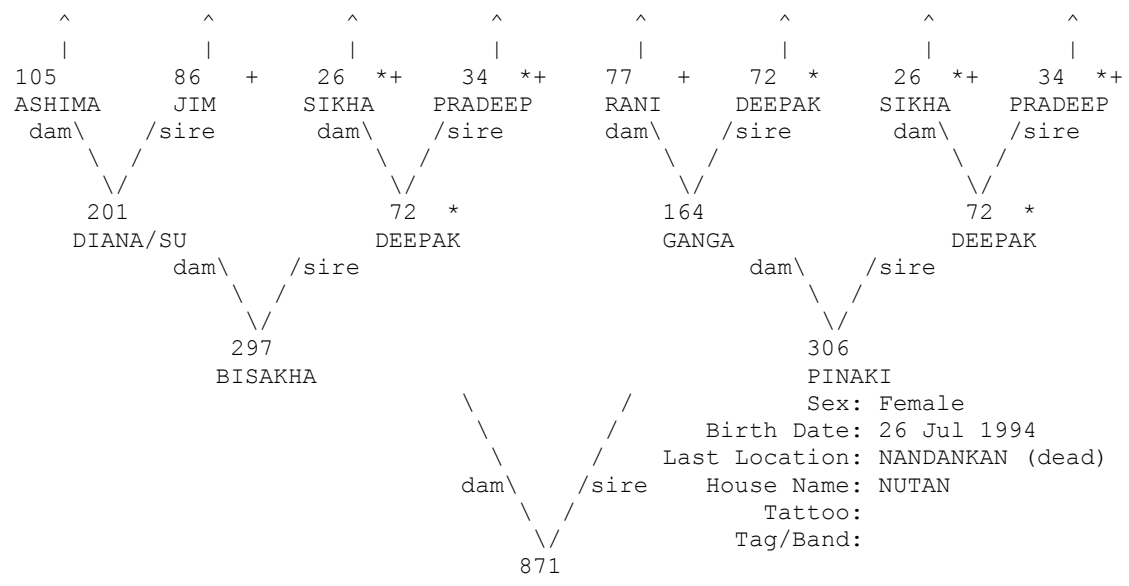 ^ ^ ^ ^ ^ ^ ^ ^
| | | | | | | |
105 86 + 26 *+ 34 *+ 77 + 72 * 26 *+ 34 *+
ASHIMA JIM SIKHA PRADEEP RANI DEEPAK SIKHA PRADEEP
dam\ /sire dam\ /sire dam\ /sire dam\ /sire
\ / \ / \ / \ /
\/ \/ \/ \/
201 72 * 164 72 *
DIANA/SU DEEPAK GANGA DEEPAK
dam\ /sire dam\ /sire
\ / \ /
\/ \/
297 306
BISAKHA PINAKI
\ / Sex: Female
\ / Birth Date: 26 Jul 1994
\ / Last Location: NANDANKAN (dead)
dam\ /sire House Name: NUTAN
\ / Tattoo:
\/ Tag/Band:
871